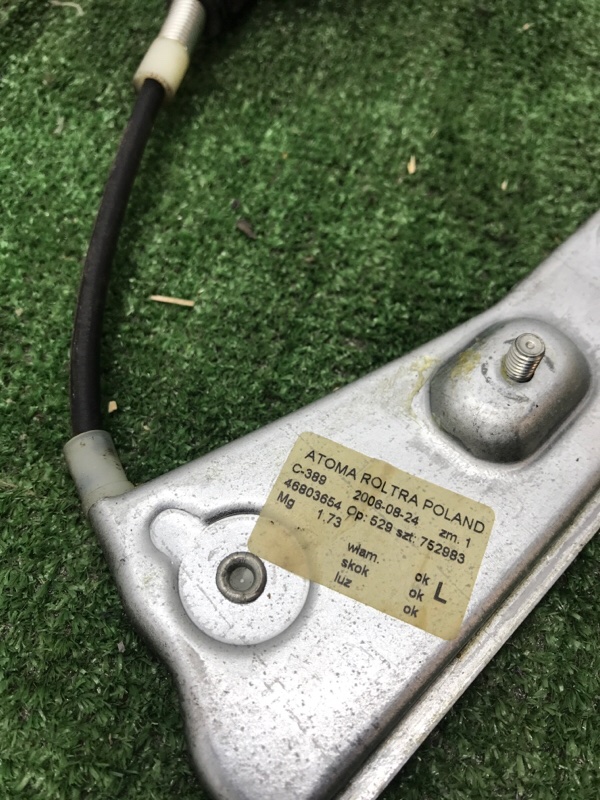 ATOMA ROLTRA POLAND
C-389 2006-08-24 zm. 1
46803654 Op: 529 szt: 752983
Mg 1.73
włam. ok
skok ok L
luz ok